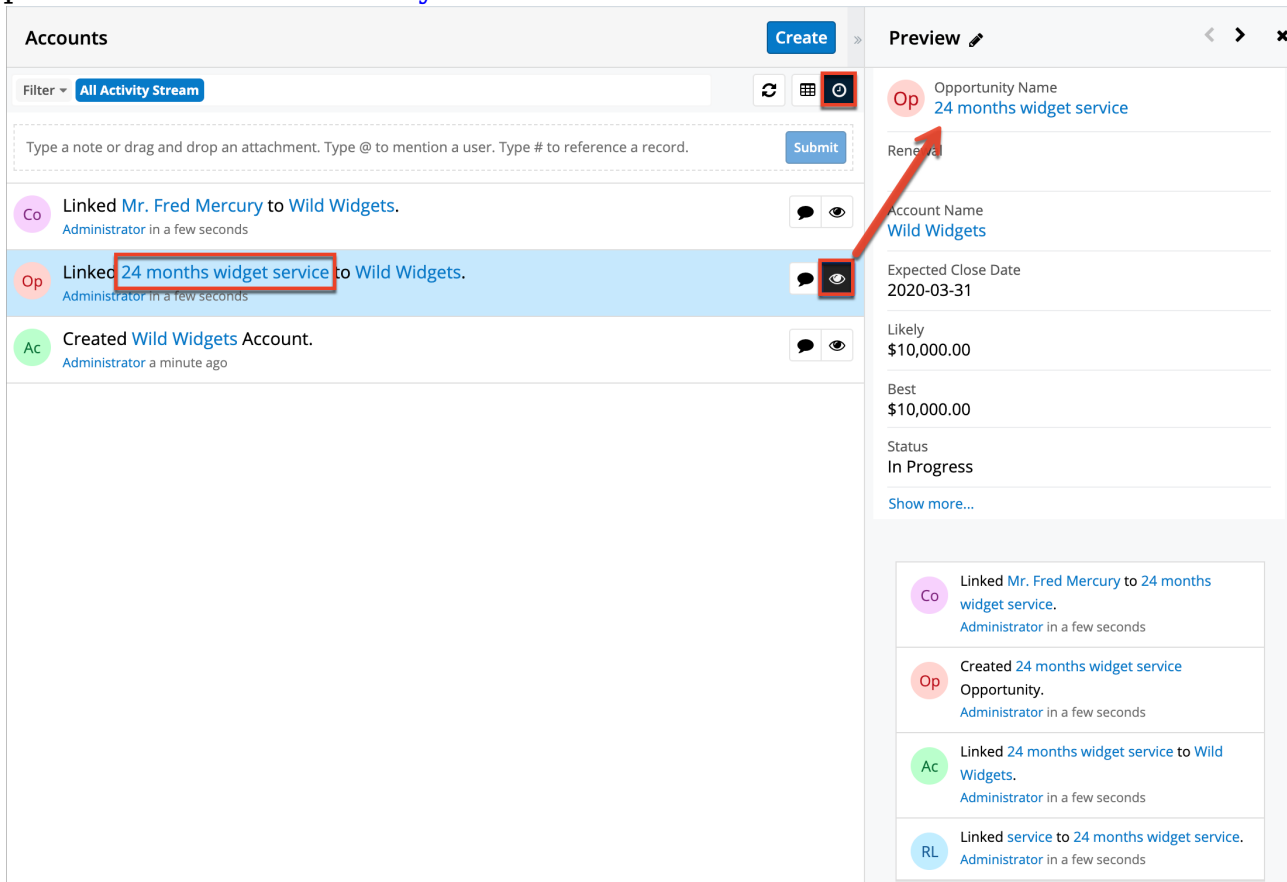 Accounts
Create
»
Filter
All Activity Stream
Type a note or drag and drop an attachment. Type @ to mention a user. Type # to reference a record.
Submit
Co
Linked Mr. Fred Mercury to Wild Widgets.
Administrator in a few seconds
Op
Linked 24 months widget service to Wild Widgets.
Administrator in a few seconds
Ac
Created Wild Widgets Account.
Administrator a minute ago
Preview
Op
Opportunity Name
24 months widget service
Renewal
Account Name
Wild Widgets
Expected Close Date
2020-03-31
Likely
$10,000.00
Best
$10,000.00
Status
In Progress
Show more...
Co
Linked Mr. Fred Mercury to 24 months
widget service.
Administrator in a few seconds
Op
Created 24 months widget service
Opportunity.
Administrator in a few seconds
Ac
Linked 24 months widget service to Wild
Widgets.
Administrator in a few seconds
RL
Linked service to 24 months widget service.
Administrator in a few seconds